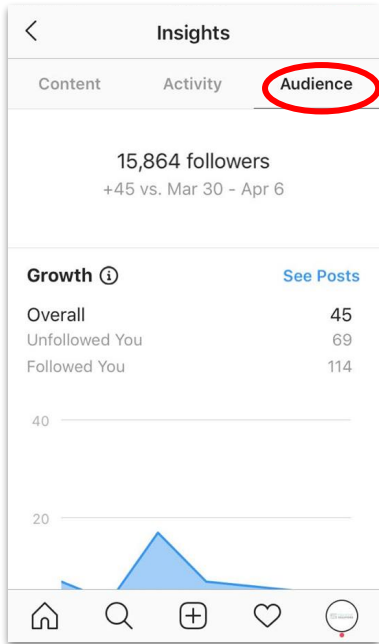 Insights
Content Activity Audience
15,864 followers
+45 vs. Mar 30 - Apr 6
Growth See Posts
Overall 45
Unfollowed You 69
Followed You 114
40
20